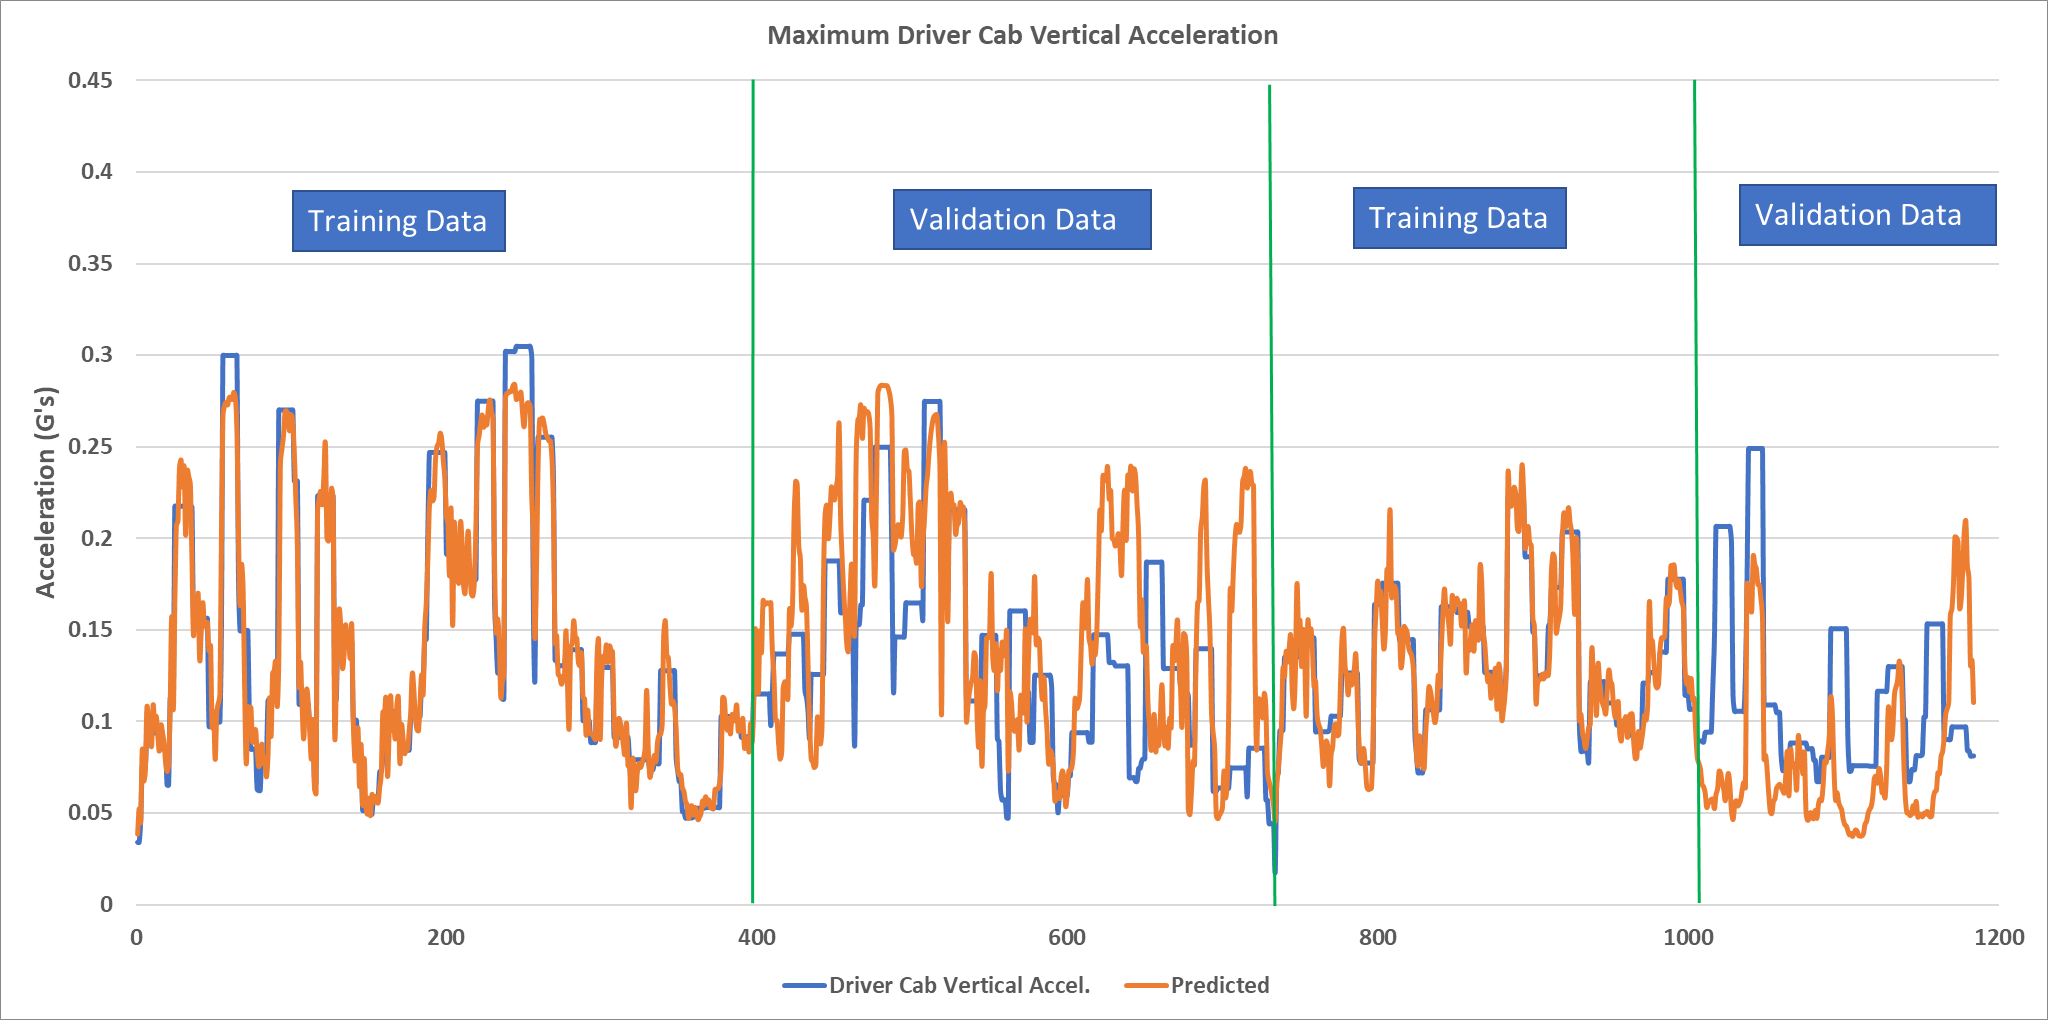 Maximum Driver Cab Vertical Acceleration
Acceleration (G's)
0.45
0.4
0.35
0.3
0.25
0.2
0.15
0.1
0.05
0
Training Data
Validation Data
Training Data
Validation Data
0 200 400 600 800 1000 1200
Driver Cab Vertical Accel. Predicted